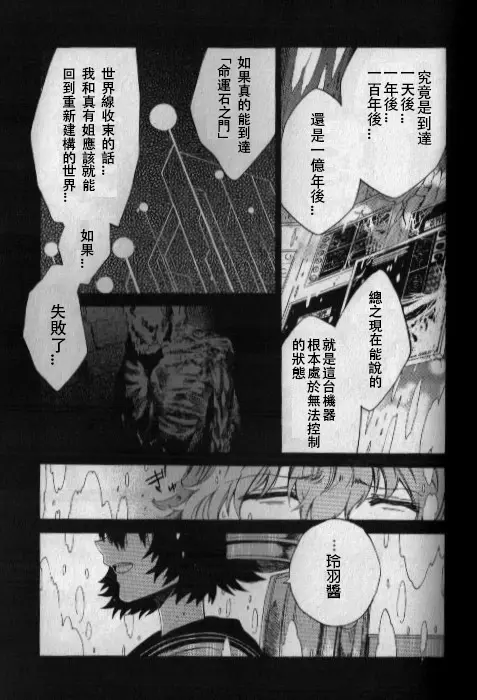 究竟是到達
一天後…
一年後…
一百年後…
還是一億年後…
如果真的能到達
「命運石之門」
世界線收束的話…
我和真有姐應該就能
回到重新建構的世界…
如果…
失敗了…
總之現在能說的
就是這台機器
根本處於無法控制
的狀態
…玲羽醬